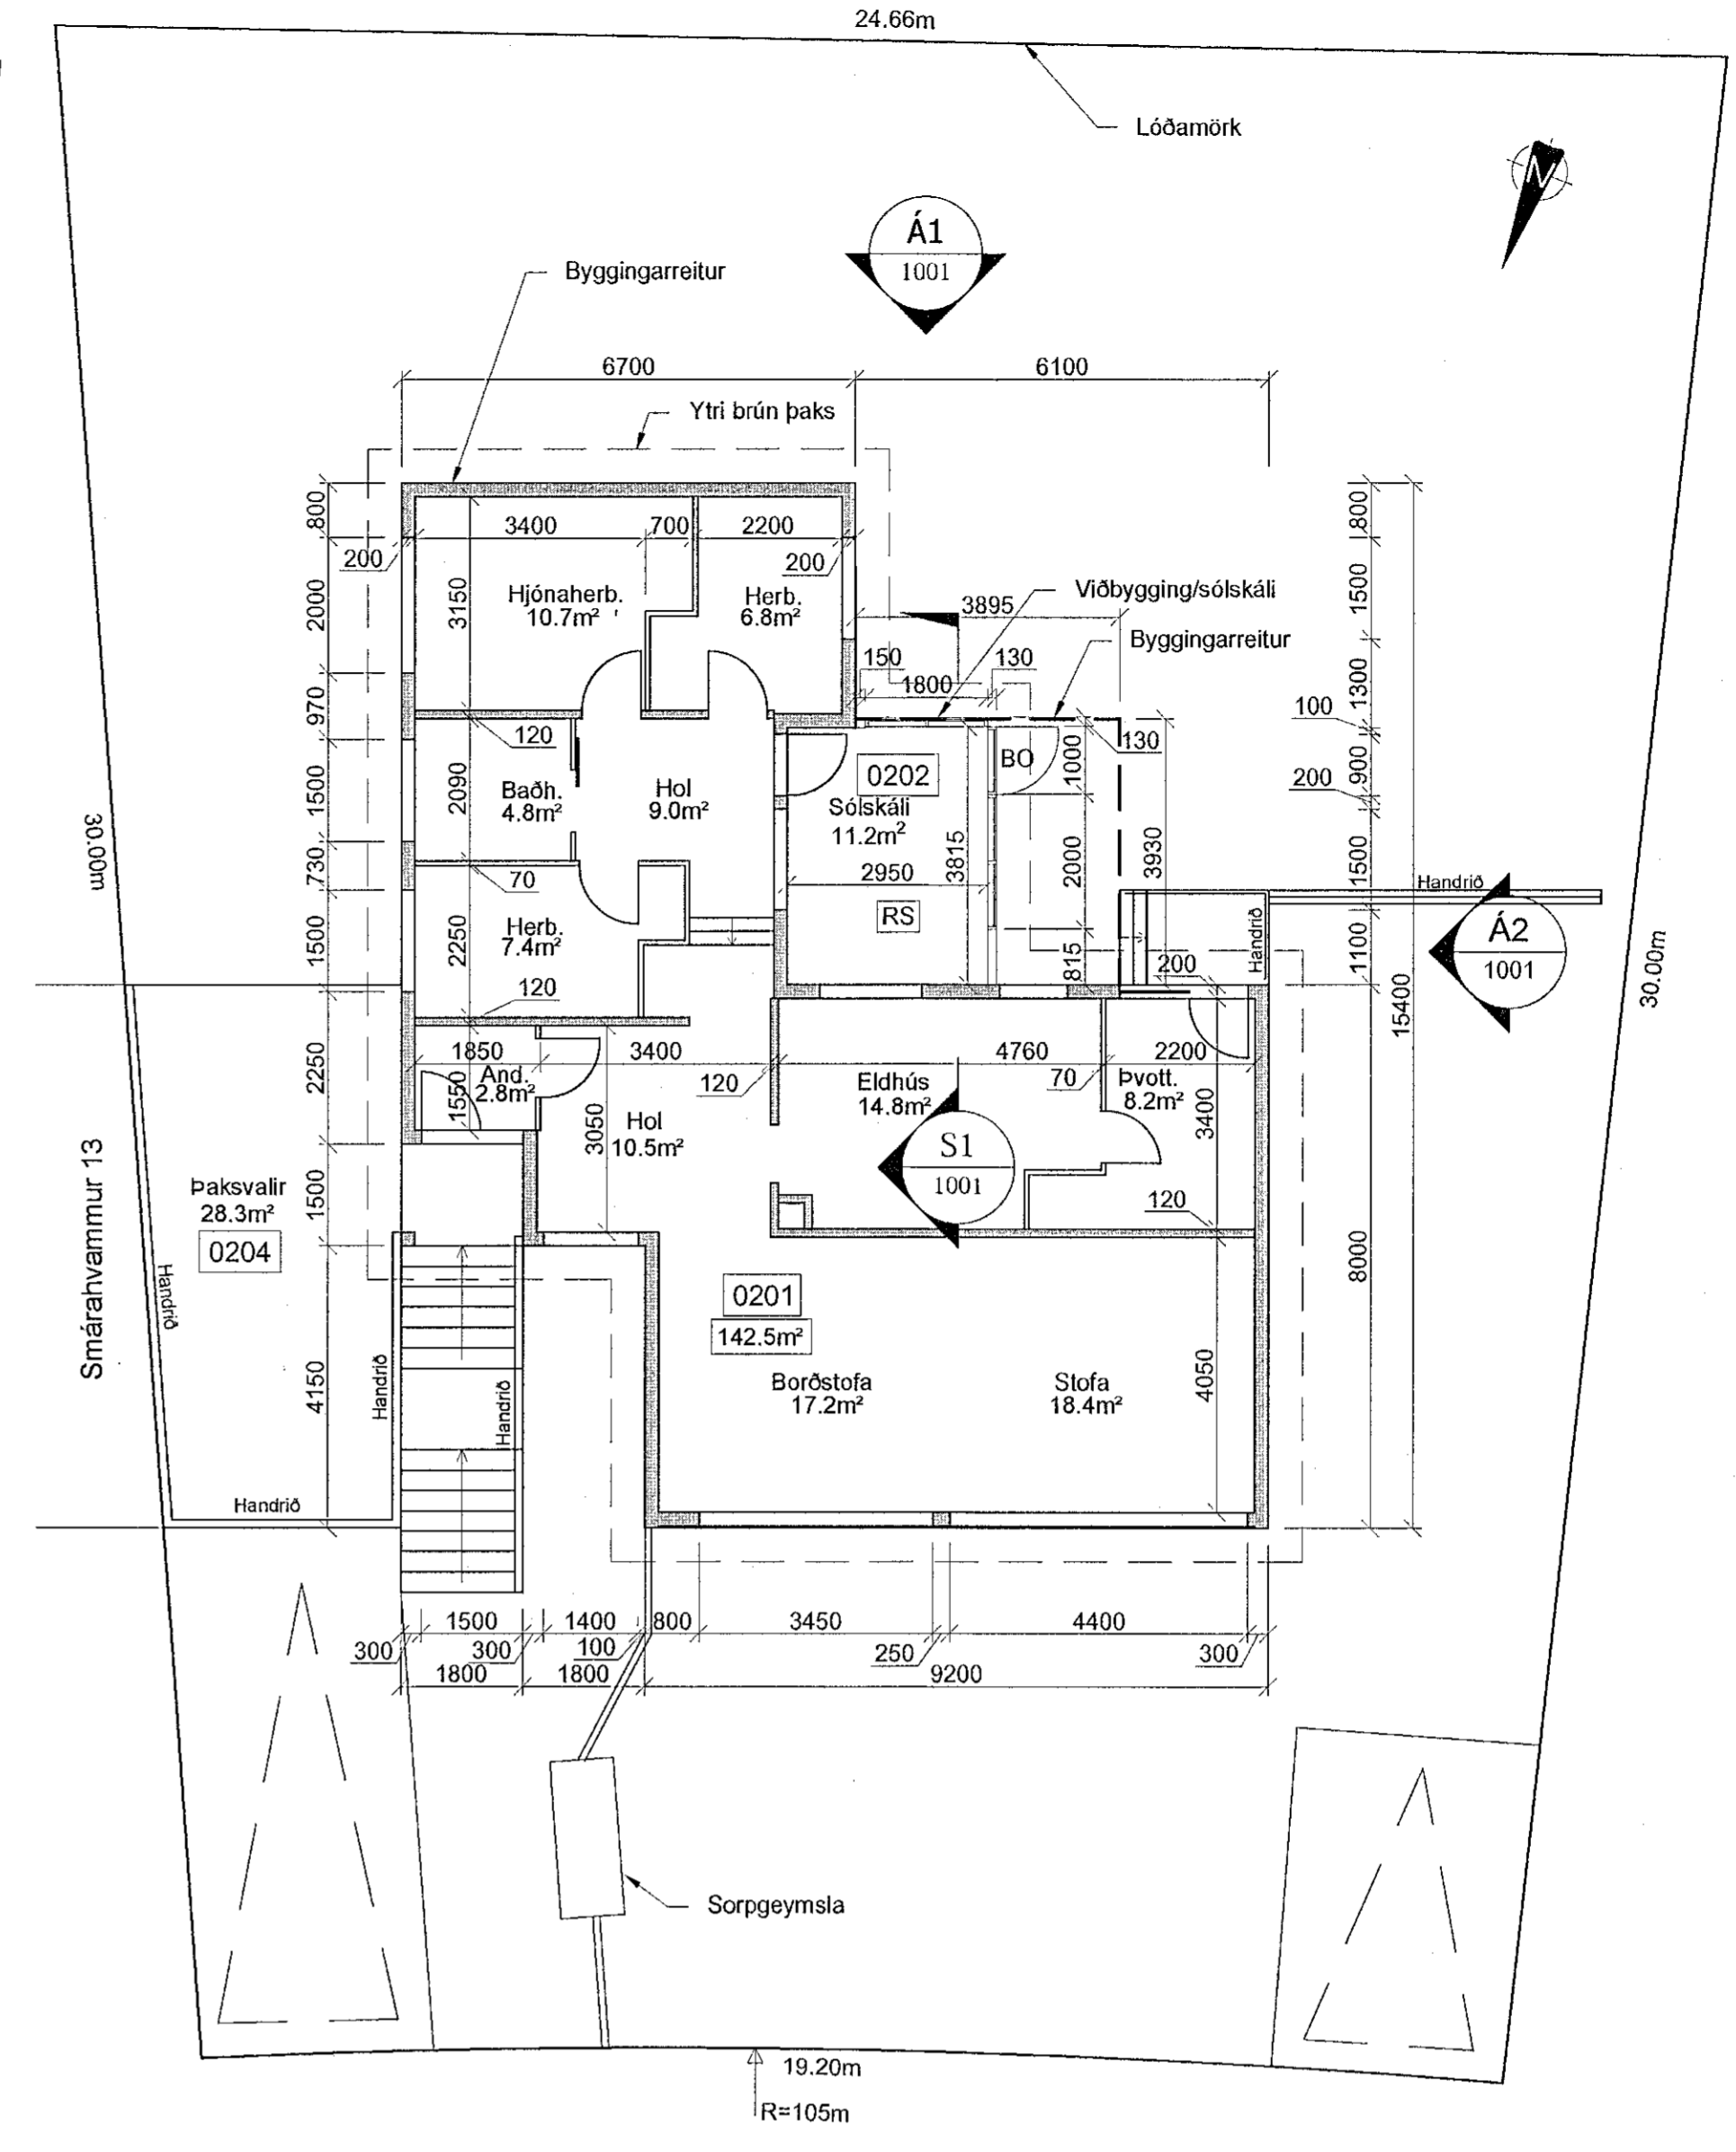 24.66m
Lóðamörk
N
Á1
1001
Byggingarreitur
6700
6100
Ytri brún þaks
800
3400
700
2200
800
200
200
Hjónaherb.
10.7m²
Herb.
6.8m²
3150
2000
1500
Viðbygging/sólskáli
3895
Byggingarreitur
150
130
1800
970
1300
100
120
130
BO
1000
0202
900
200
Baðh.
4.8m²
Hol
9.0m²
Sólskáli
11.2m²
2090
1500
3815
2000
3930
1500
30.00m
730
70
2950
Handrið
RS
Herb.
7.4m²
2250
1500
815
200
Handrið
1100
Á2
1001
30.00m
15400
120
1850
3400
4760
2200
2250
And.
2.8m²
1550
120
Eldhús
14.8m²
70
Þvott.
8.2m²
3400
Hol
10.5m²
3050
S1
1001
Smárahvammur 13
Þaksvalir
28.3m²
0204
1500
120
8000
Handrið
0201
142.5m²
4150
Handrið
Handrið
Borðstofa
17.2m²
Stofa
18.4m²
4050
Handrið
1500
1400
800
3450
4400
300
300
100
250
300
1800
1800
9200
Sorpgeymsla
19.20m
R=105m